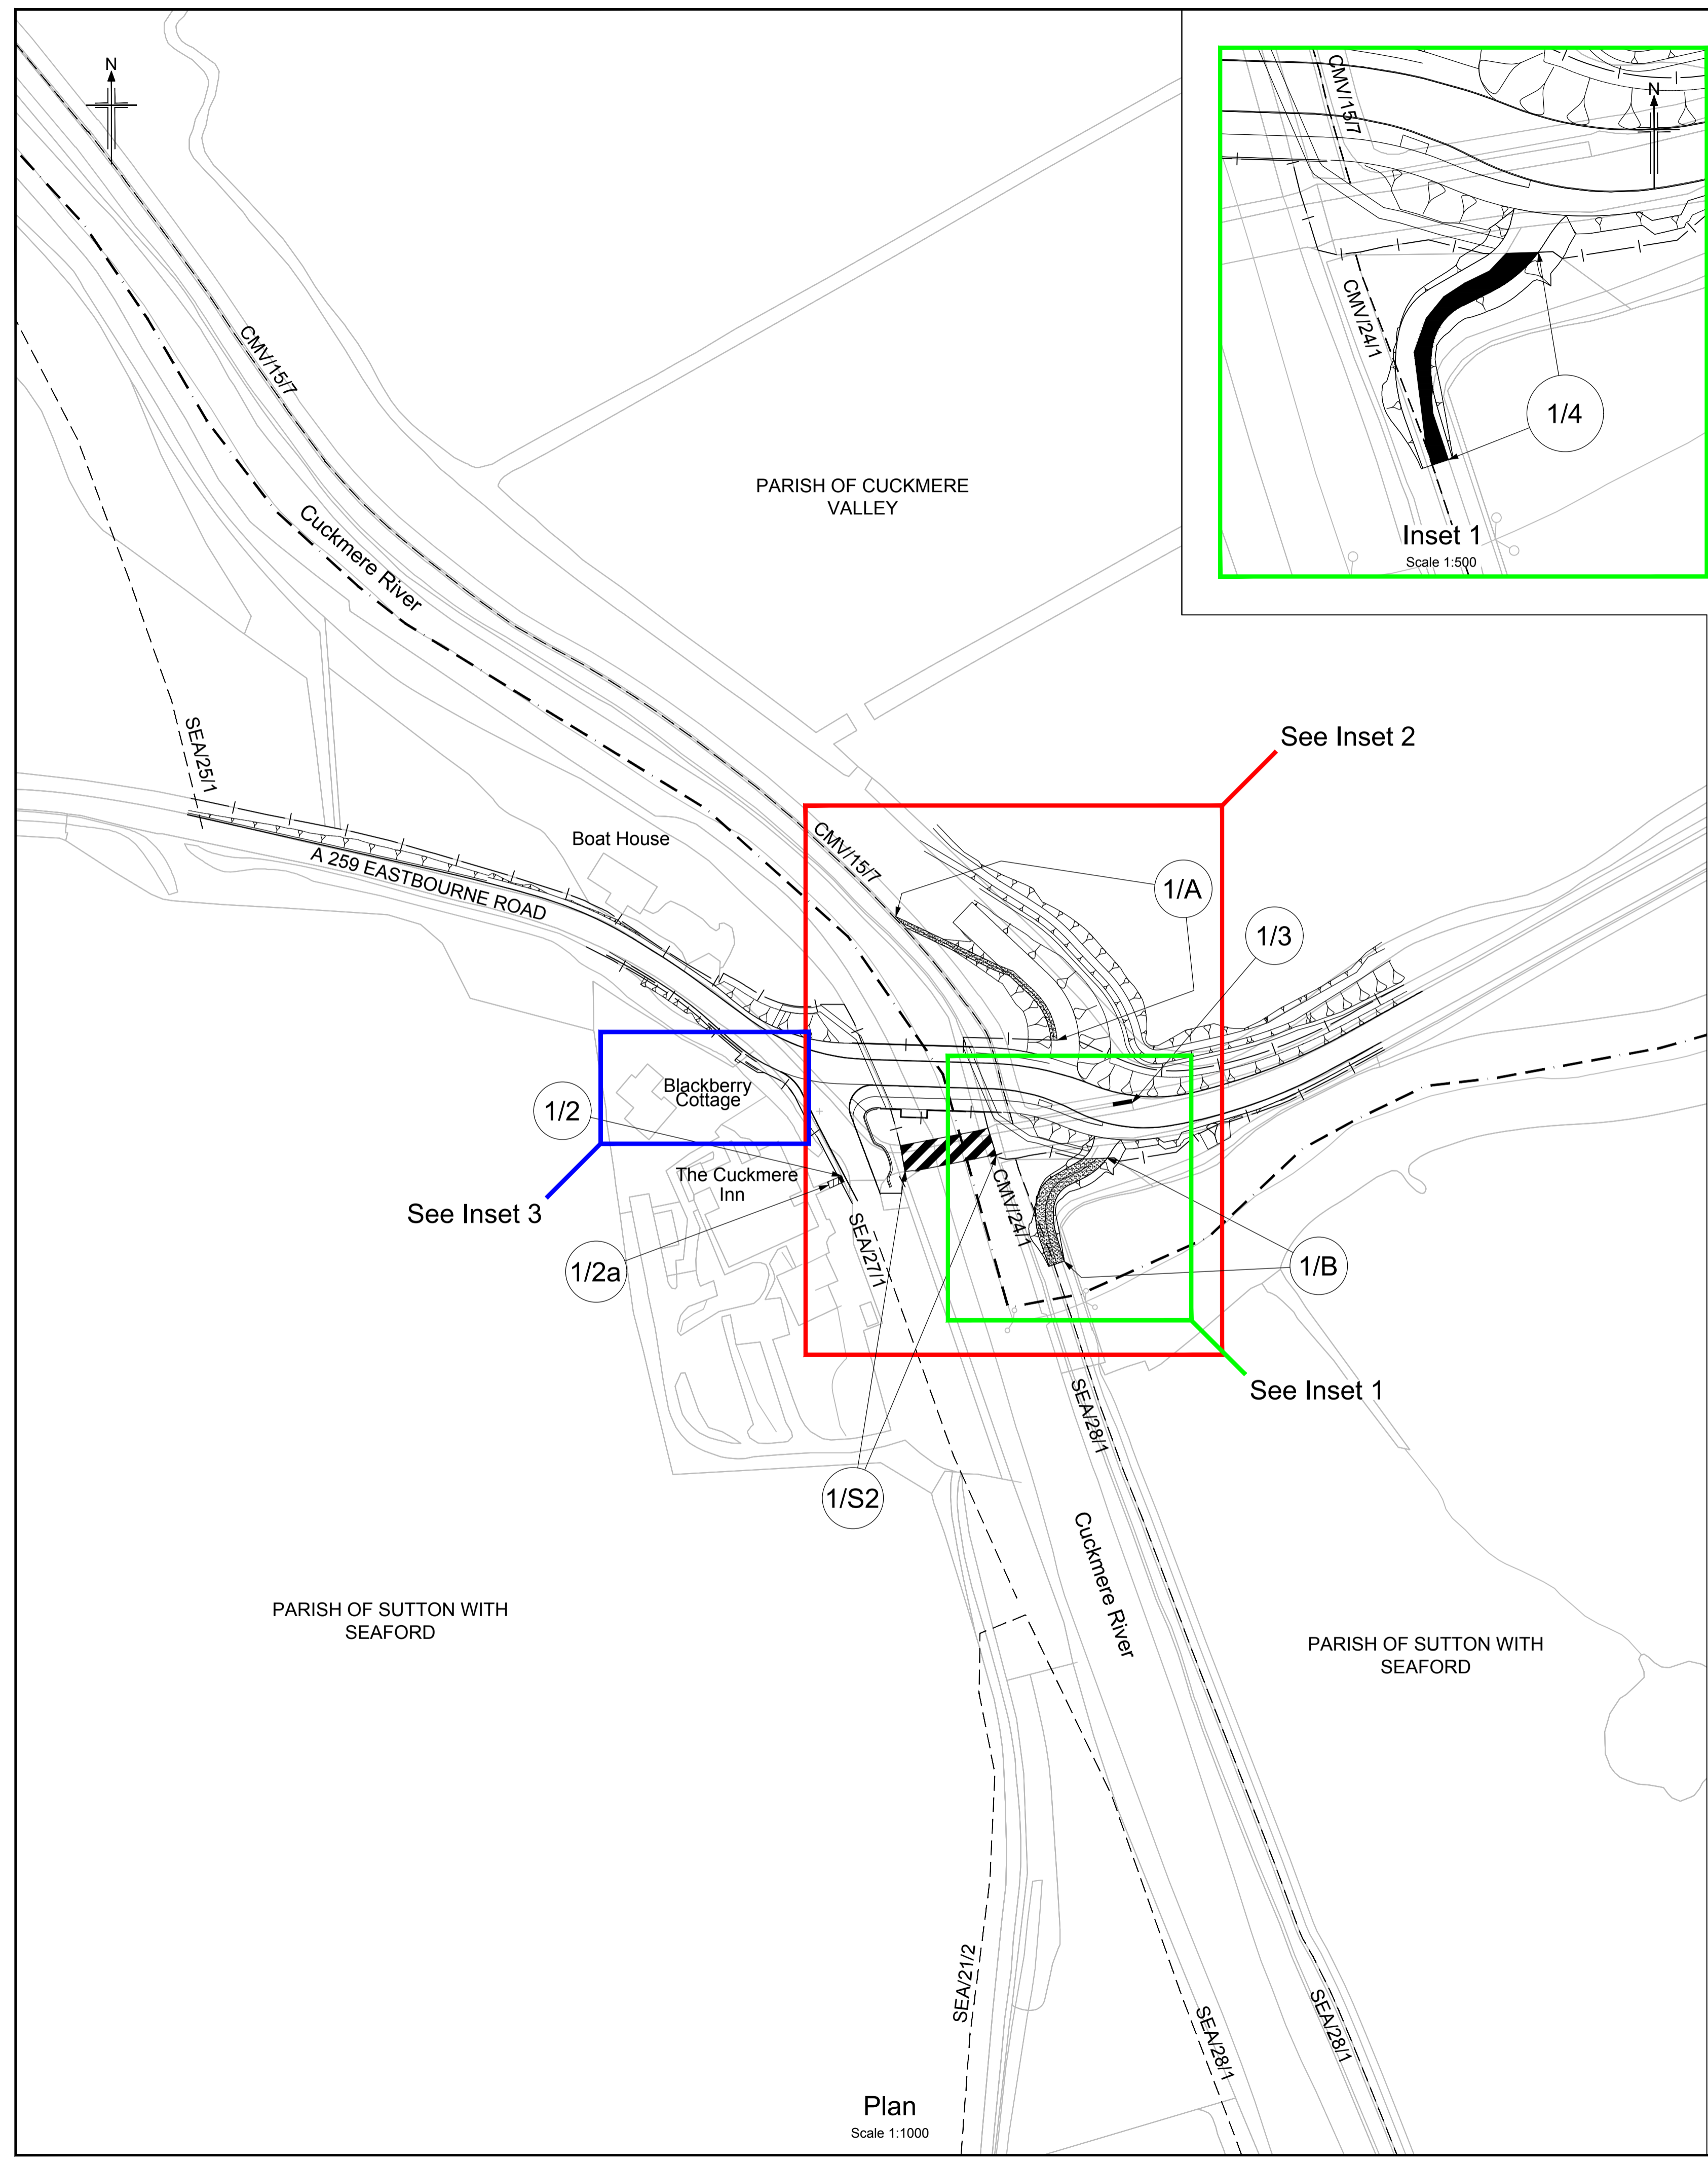 N
CMV/15/7
N
CMV/24/1
1/4
Inset 1
Scale 1:500
CMV/15/7
PARISH OF CUCKMERE
VALLEY
Cuckmere River
SEA/25/1
See Inset 2
Boat House
A 259 EASTBOURNE ROAD
CMV/15/7
1/A
1/3
Blackberry
Cottage
1/2
The Cuckmere
Inn
CMV/24/1
See Inset 3
SEA/27/1
1/2a
1/B
See Inset 1
SEA/28/1
1/S2
Cuckmere River
PARISH OF SUTTON WITH
SEAFORD
PARISH OF SUTTON WITH
SEAFORD
SEA/21/2
SEA/28/1
SEA/28/1
Plan
Scale 1:1000